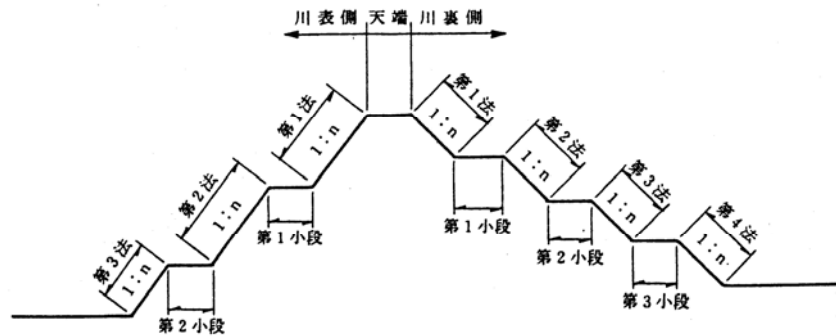 川表側 天端 川裏側
第1法
1:n
第2法
1:n
第3法
1:n
第1小段
第2小段
第1法
1:n
第2法
1:n
第3法
1:n
第4法
1:n
第1小段
第2小段
第3小段